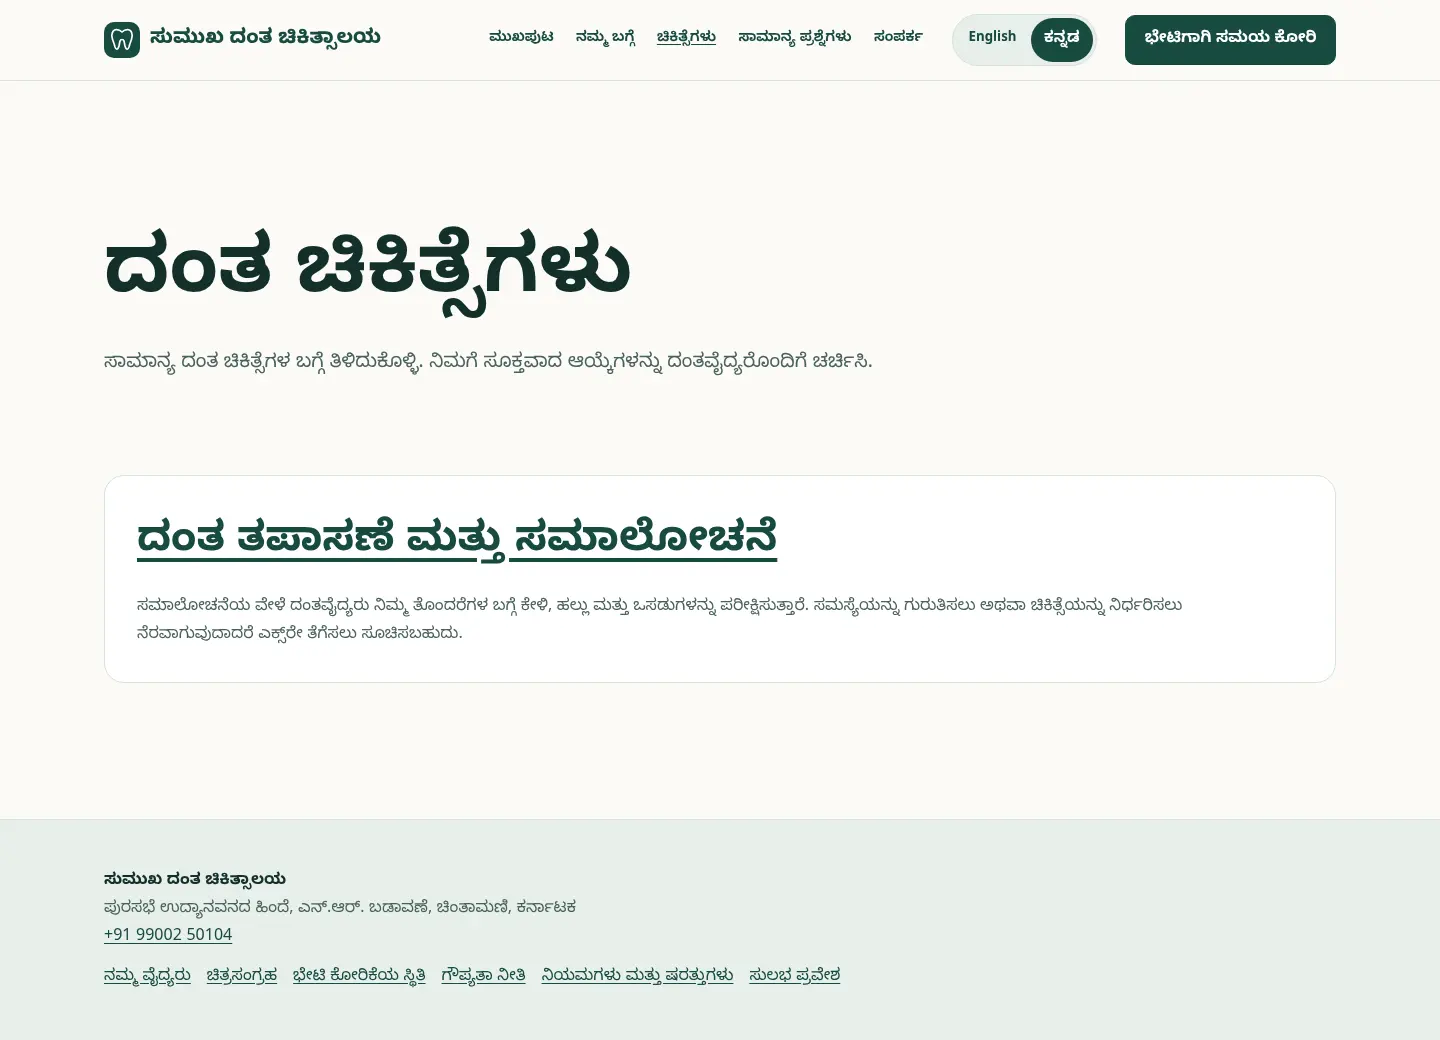 ಸುಮುಖ ದಂತ ಚಿಕಿತ್ಸಾಲಯ
ಮುಖಪುಟ ನಮ್ಮ ಬಗ್ಗೆ ಚಿಕಿತ್ಸೆಗಳು ಸಾಮಾನ್ಯ ಪ್ರಶ್ನೆಗಳು ಸಂಪರ್ಕ
English ಕನ್ನಡ
ಭೇಟಿಗಾಗಿ ಸಮಯ ಕೋರಿ
ದಂತ ಚಿಕಿತ್ಸೆಗಳು
ಸಾಮಾನ್ಯ ದಂತ ಚಿಕಿತ್ಸೆಗಳ ಬಗ್ಗೆ ತಿಳಿದುಕೊಳ್ಳಿ. ನಿಮಗೆ ಸೂಕ್ತವಾದ ಆಯ್ಕೆಗಳನ್ನು ದಂತವೈದ್ಯರೊಂದಿಗೆ ಚರ್ಚಿಸಿ.
ದಂತ ತಪಾಸಣೆ ಮತ್ತು ಸಮಾಲೋಚನೆ
ಸಮಾಲೋಚನೆಯ ವೇಳೆ ದಂತವೈದ್ಯರು ನಿಮ್ಮ ತೊಂದರೆಗಳ ಬಗ್ಗೆ ಕೇಳಿ, ಹಲ್ಲು ಮತ್ತು ಒಸಡುಗಳನ್ನು ಪರೀಕ್ಷಿಸುತ್ತಾರೆ. ಸಮಸ್ಯೆಯನ್ನು ಗುರುತಿಸಲು ಅಥವಾ ಚಿಕಿತ್ಸೆಯನ್ನು ನಿರ್ಧರಿಸಲು
ನೆರವಾಗುವುದಾದರೆ ಎಕ್ಸ್‌ರೇ ತೆಗೆಸಲು ಸೂಚಿಸಬಹುದು.
ಸುಮುಖ ದಂತ ಚಿಕಿತ್ಸಾಲಯ
ಪುರಸಭೆ ಉದ್ಯಾನವನದ ಹಿಂದೆ, ಎನ್.ಆರ್. ಬಡಾವಣೆ, ಚಿಂತಾಮಣಿ, ಕರ್ನಾಟಕ
+91 99002 50104
ನಮ್ಮ ವೈದ್ಯರು ಚಿತ್ರಸಂಗ್ರಹ ಭೇಟಿ ಕೋರಿಕೆಯ ಸ್ಥಿತಿ ಗೌಪ್ಯತಾ ನೀತಿ ನಿಯಮಗಳು ಮತ್ತು ಷರತ್ತುಗಳು ಸುಲಭ ಪ್ರವೇಶ